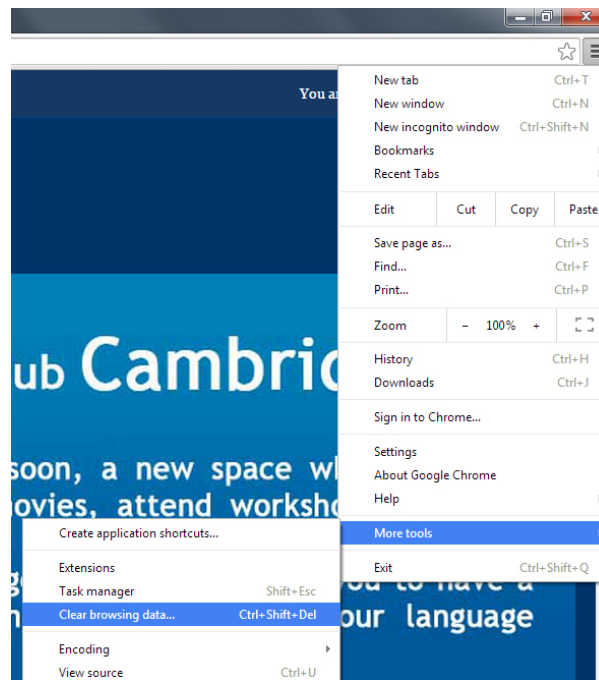 You
New tab Ctrl+T
New window Ctrl+N
New incognito window Ctrl+Shift+N
Bookmarks
Recent Tabs
Edit Cut Copy Paste
Save page as... Ctrl+S
Find... Ctrl+F
Print... Ctrl+P
Zoom - 100% +
History Ctrl+H
Downloads Ctrl+J
Sign in to Chrome...
Settings
About Google Chrome
Help
More tools
Exit Ctrl+Shift+Q
ub Cambric
soon, a new space w
ovies, attend worksho
you to have a
our language
Create application shortcuts...
Extensions
Task manager Shift+Esc
Clear browsing data... Ctrl+Shift+Del
Encoding
View source Ctrl+U